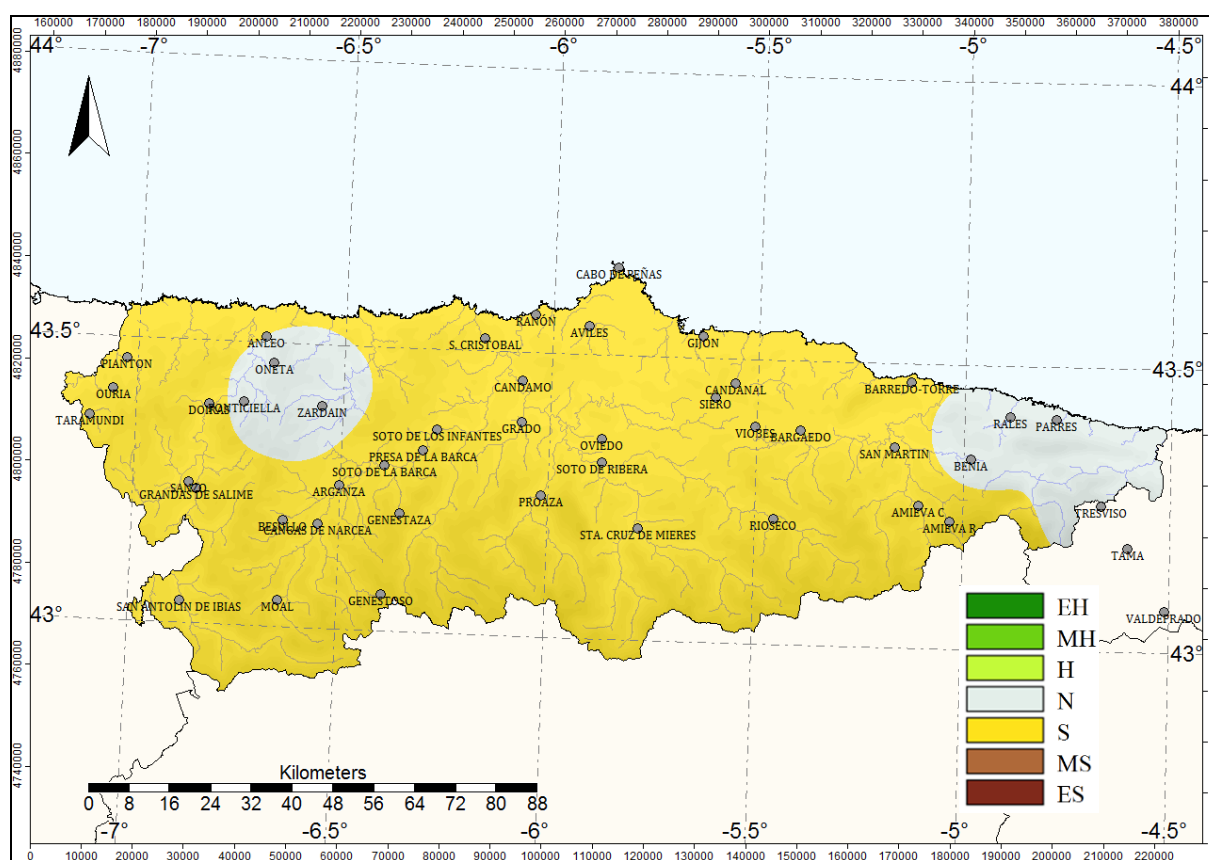 160000 170000 180000 190000 200000 210000 220000 230000 240000 250000 260000 270000 280000 290000 300000 310000 320000 330000 340000 350000 360000 370000 380000
44° -7° -6.5° -6° -5.5° -5° -4.5°
4880000
44°
4860000
4840000
CABO DE PEÑAS
RANÓN
43.5°
ANLEO
S. CRISTOBAL
AVILES
GIJON
4820000
PIANTON
ONETA
43.5°
OURIA
CANDAMO
CANDANAL
BARREDO-TORRE
DOIRAS
PONTICIELLA
ZARDAIN
SIERO
TARAMUNDI
GRADO
RALES
PARRES
SOTO DE LOS INFANTES
OVIEDO
VIOBES
BARGAEDO
4800000
PRESA DE LA BARCA
SAN MARTIN
SOTO DE LA BARCA
SOTO DE RIBERA
BENIA
GRANDAS DE SALIME
ARGANZA
PROAZA
BESULLO
CANGAS DE NARCEA
GENESTAZA
STA. CRUZ DE MIERES
RIOSECO
AMIEVA C
AMIEVA R
TRESVISO
4780000
TAMA
SAN ANTOLIN DE IBIAS
MOAL
GENESTOSO
43°
VALDEPRADO
43°
EH
MH
H
N
S
MS
ES
4760000
4740000
Kilometers
0 8 16 24 32 40 48 56 64 72 80 88
-7° -6.5° -6° -5.5° -5° -4.5°
10000 20000 30000 40000 50000 60000 70000 80000 90000 100000 110000 120000 130000 140000 150000 160000 170000 180000 190000 200000 210000 220000